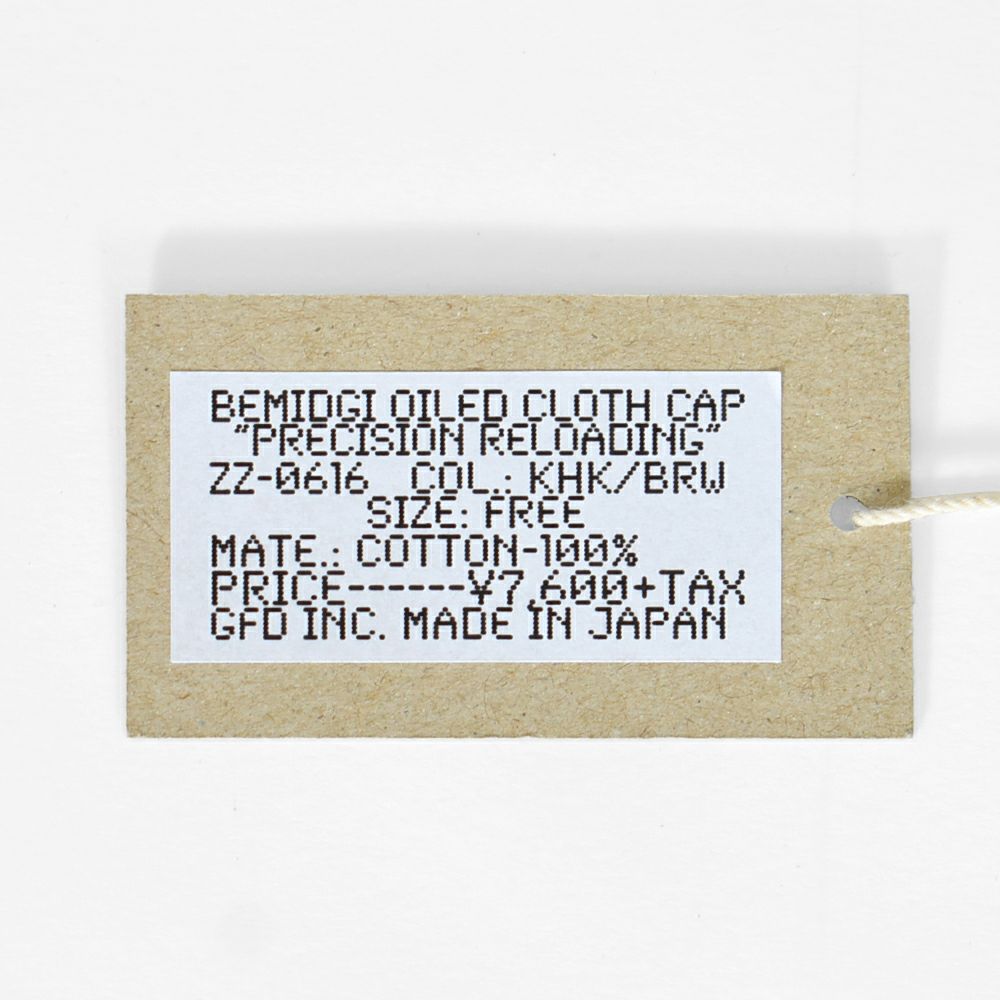 BEMIDGI OILED CLOTH CAP
"PRECISION RELOADING"
ZZ-0616 COL.: KHK/BRW
SIZE: FREE
MATE.: COTTON-100%
PRICE------¥7,600+TAX
GFD INC. MADE IN JAPAN